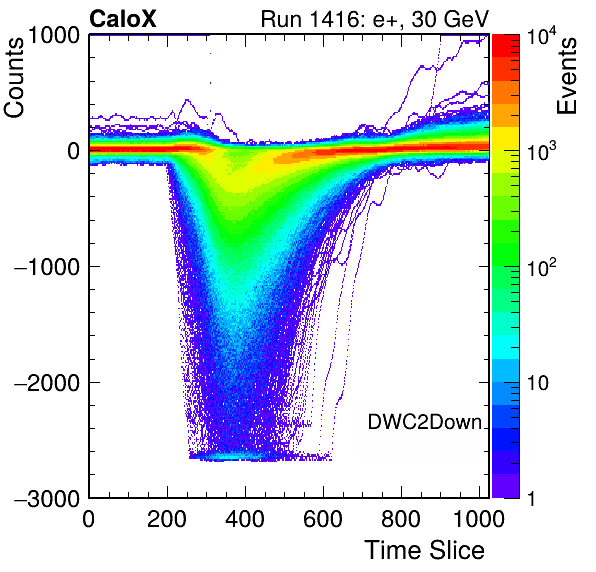 CaloX Run 1416: e+, 30 GeV
Counts
1000
0
−1000
−2000
−3000
0 200 400 600 800 1000
Time Slice
DWC2Down
Events
10⁴
10³
10²
10
1